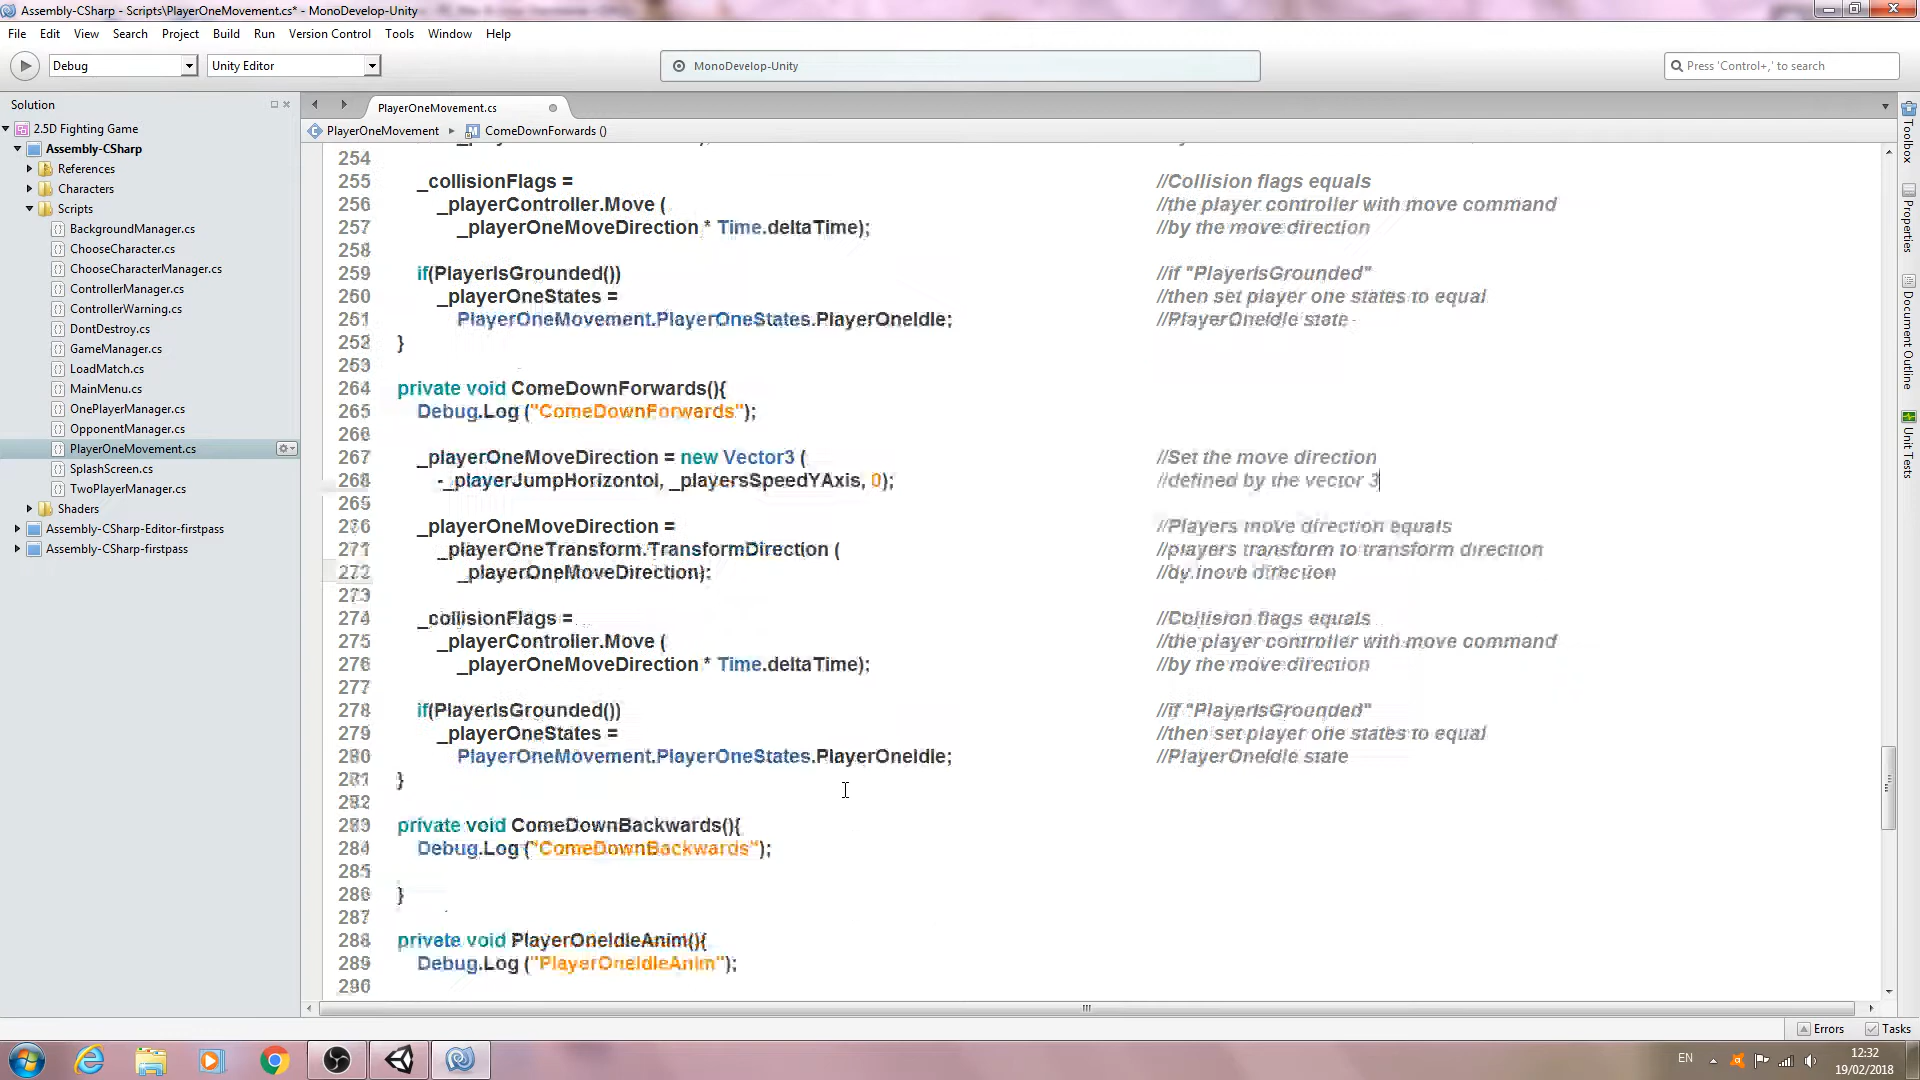 Assembly-CSharp - Scripts\PlayerOneMovement.cs* - MonoDevelop-Unity
File Edit View Search Project Build Run Version Control Tools Window Help
Debug Unity Editor MonoDevelop-Unity Press 'Control+,' to search
Solution
2.5D Fighting Game
Assembly-CSharp
References
Characters
Scripts
BackgroundManager.cs
ChooseCharacter.cs
ChooseCharacterManager.cs
ControllerManager.cs
ControllerWarning.cs
DontDestroy.cs
GameManager.cs
LoadMatch.cs
MainMenu.cs
OnePlayerManager.cs
OpponentManager.cs
PlayerOneMovement.cs
SplashScreen.cs
TwoPlayerManager.cs
Shaders
Assembly-CSharp-Editor-firstpass
Assembly-CSharp-firstpass
PlayerOneMovement.cs
PlayerOneMovement ComeDownForwards ()
254
255 _collisionFlags = //Collision flags equals
256 _playerController.Move ( //the player controller with move command
257 _playerOneMoveDirection * Time.deltaTime); //by the move direction
258
259 if(PlayerIsGrounded()) //if "PlayerIsGrounded"
_playerOneStates = //then set player one states to equal
PlayerOneMovement.PlayerOneStates.PlayerOneIdle; //PlayerOneIdle state
}
264 private void ComeDownForwards(){
265 Debug.Log ("ComeDownForwards");
266
267 _playerOneMoveDirection = new Vector3 ( //Set the move direction
268 -_playerJumpHorizontal, _playersSpeedYAxis, 0); //defined by the vector 3
_playerOneMoveDirection = //Players move direction equals
271 _playerOneTransform.TransformDirection ( //players transform to transform direction
272 _playerOneMoveDirection); //by move direction
273
274 _collisionFlags = //Collision flags equals
275 _playerController.Move ( //the player controller with move command
276 _playerOneMoveDirection * Time.deltaTime); //by the move direction
277
278 if(PlayerIsGrounded()) //if "PlayerIsGrounded"
279 _playerOneStates = //then set player one states to equal
280 PlayerOneMovement.PlayerOneStates.PlayerOneIdle; //PlayerOneIdle state
281 }
282
283 private void ComeDownBackwards(){
284 Debug.Log ("ComeDownBackwards");
285
286 }
287
288 private void PlayerOneIdleAnim(){
289 Debug.Log ("PlayerOneIdleAnim");
290
Toolbox
Properties
Document Outline
Unit Tests
Errors Tasks
EN
12:32
19/02/2018